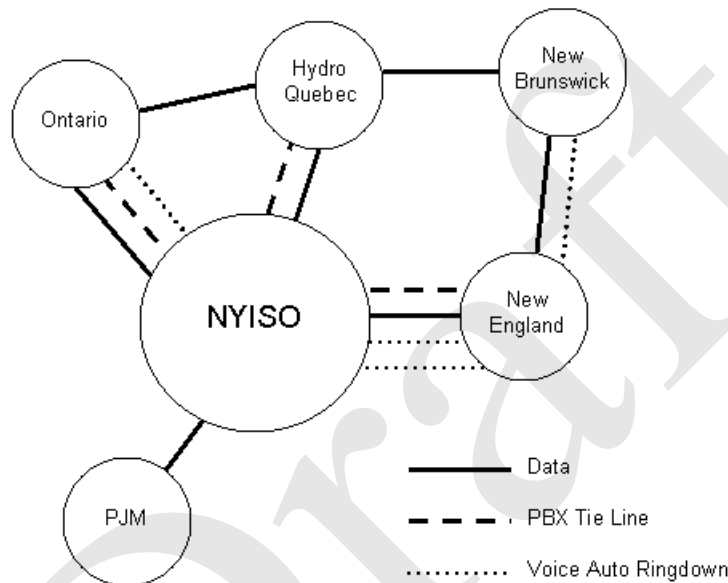 New
Brunswick
Hydro
Quebec
Ontario
NYISO
New
England
PJM
Data
PBX Tie Line
Voice Auto Ringdown
Draft